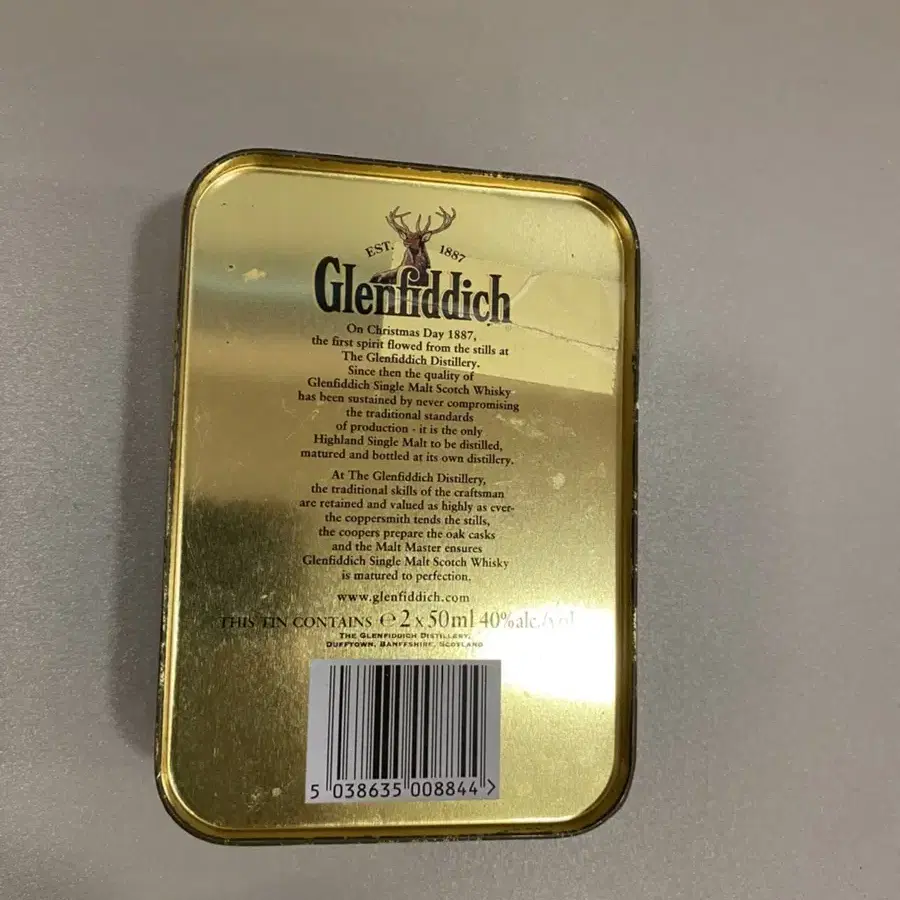 EST. 1887
Glenfiddich
On Christmas Day 1887,
the first spirit flowed from the stills at
The Glenfiddich Distillery.
Since then the quality of
Glenfiddich Single Malt Scotch Whisky
has been sustained by never compromising
the traditional standards
of production - it is the only
Highland Single Malt to be distilled,
matured and bottled at its own distillery.
At The Glenfiddich Distillery,
the traditional skills of the craftsman
are retained and valued as highly as ever-
the coppersmith tends the stills,
the coopers prepare the oak casks
and the Malt Master ensures
Glenfiddich Single Malt Scotch Whisky
is matured to perfection.
www.glenfiddich.com
THIS TIN CONTAINS ℮ 2 x 50ml 40%alc./vol
THE GLENFIDDICH DISTILLERY,
DUFFTOWN, BANFFSHIRE, SCOTLAND
5 038635 008844 >